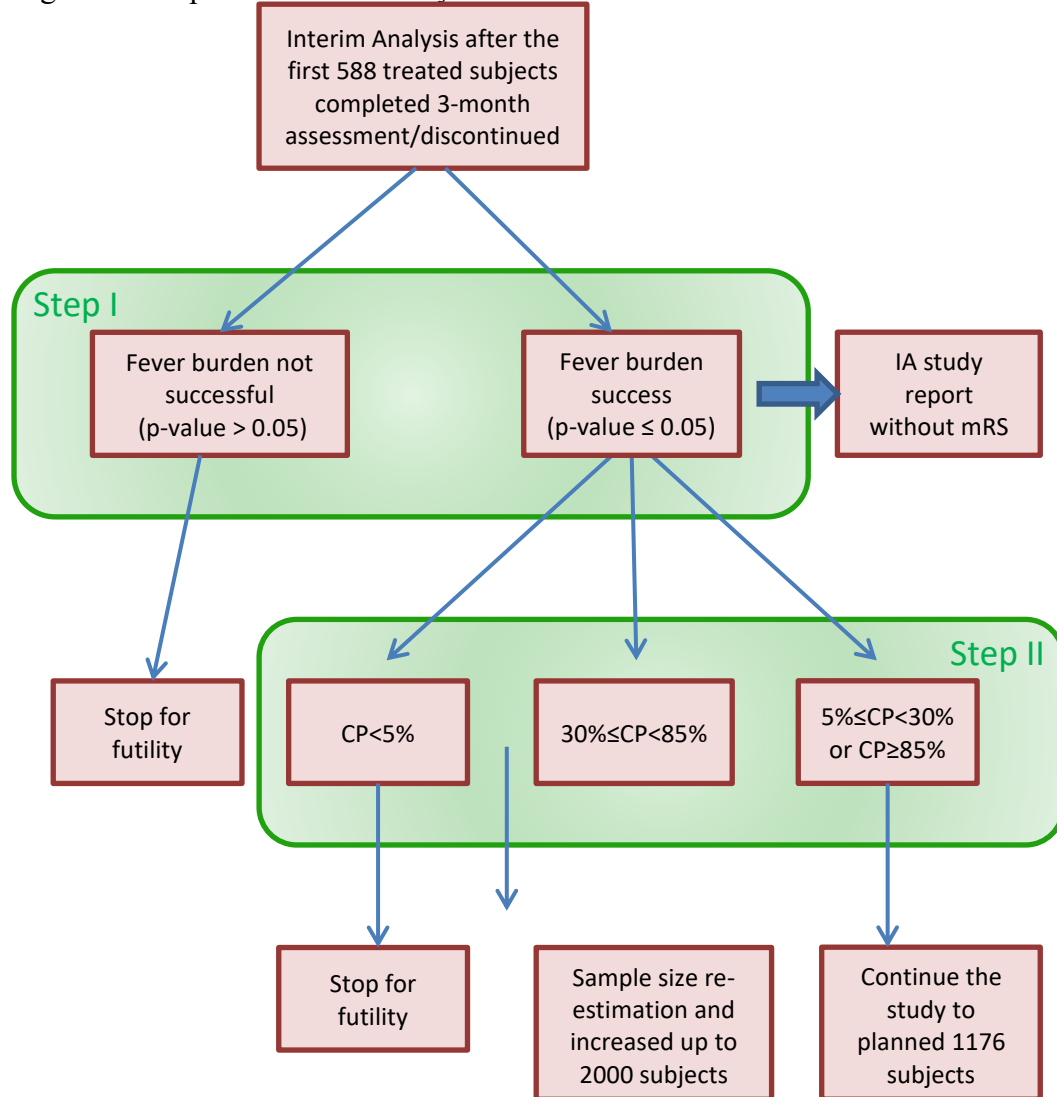 Interim Analysis after the
first 588 treated subjects
completed 3-month
assessment/discontinued
Step I
Fever burden not
successful
(p-value > 0.05)
Fever burden
success
(p-value ≤ 0.05)
IA study
report
without mRS
Step II
Stop for
futility
CP<5%
30%≤CP<85%
5%≤CP<30%
or CP≥85%
Stop for
futility
Sample size re-
estimation and
increased up to
2000 subjects
Continue the
study to
planned 1176
subjects